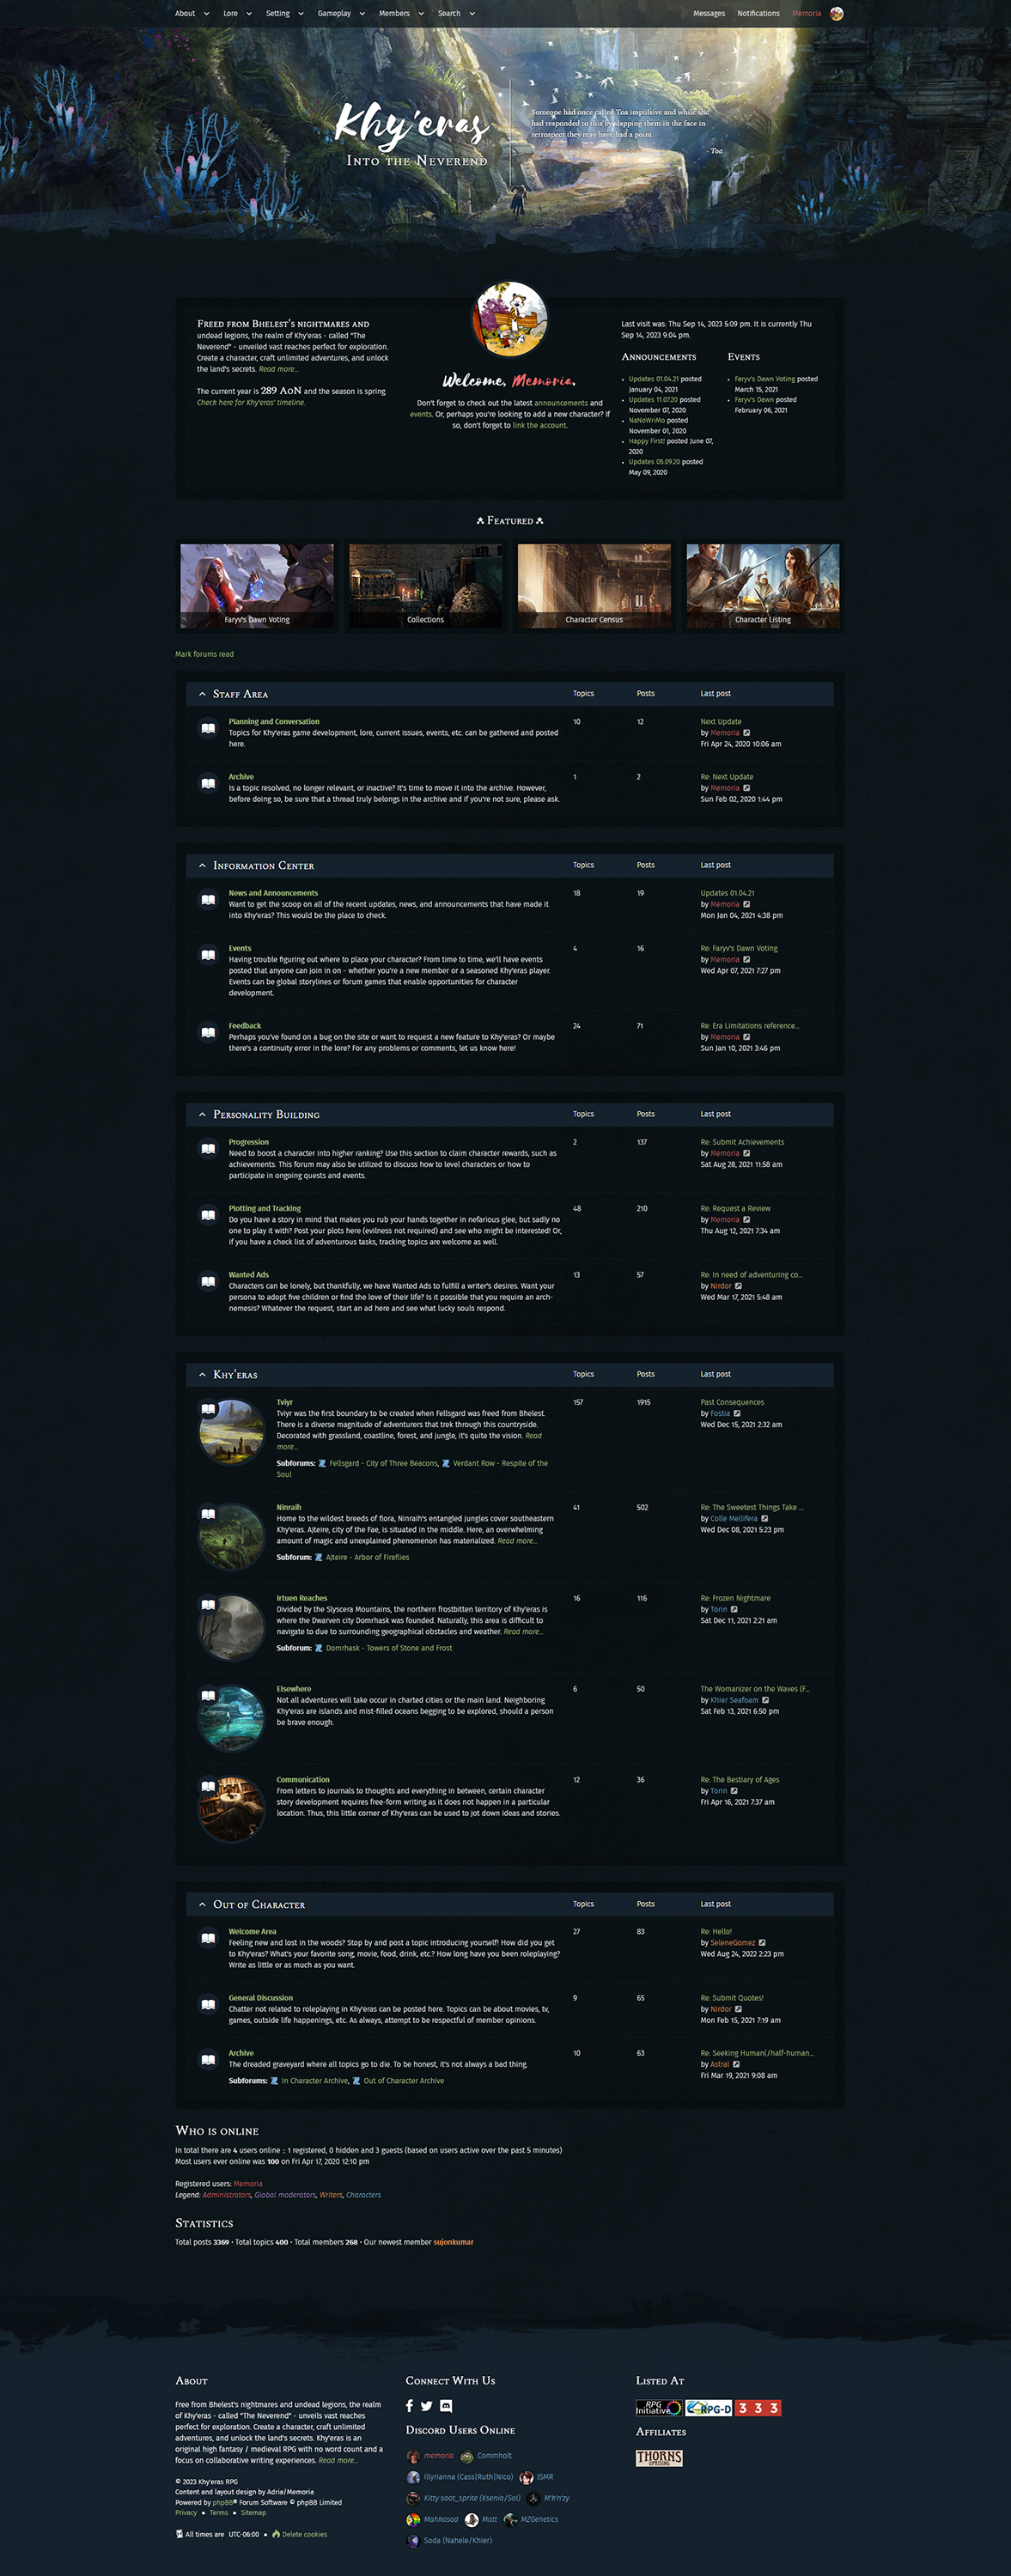 About Lore Setting Gameplay Members Search Messages Notifications Memoria
Khy'eras
Into the Neverend
Someone had once called Toa impulsive and while she
had responded to this by slapping them in the face in
retrospect they may have had a point.
- Toa
Freed from Bhelest's nightmares and
undead legions, the realm of Khy'eras - called "The
Neverend" - unveiled vast reaches perfect for exploration.
Create a character, craft unlimited adventures, and unlock
the land's secrets. Read more...
The current year is 289 AoN and the season is spring.
Check here for Khy'eras' timeline.
Welcome, Memoria.
Don't forget to check out the latest announcements and
events. Or, perhaps you're looking to add a new character? If
so, don't forget to link the account.
Last visit was: Thu Sep 14, 2023 5:09 pm. It is currently Thu
Sep 14, 2023 9:04 pm.
Announcements
Updates 01.04.21 posted
January 04, 2021
Updates 11.07.20 posted
November 07, 2020
NaNoWriMo posted
November 01, 2020
Happy First! posted June 07,
2020
Updates 05.09.20 posted
May 09, 2020
Events
Faryv's Dawn Voting posted
March 15, 2021
Faryv's Dawn posted
February 06, 2021
Featured
Faryv's Dawn Voting
Collections
Character Census
Character Listing
Mark forums read
Staff Area Topics Posts Last post
Planning and Conversation
Topics for Khy'eras game development, lore, current issues, events, etc. can be gathered and posted
here.
10 12
Next Update
by Memoria
Fri Apr 24, 2020 10:06 am
Archive
Is a topic resolved, no longer relevant, or inactive? It's time to move it into the archive. However,
before doing so, be sure that a thread truly belongs in the archive and if you're not sure, please ask.
1 2
Re: Next Update
by Memoria
Sun Feb 02, 2020 1:44 pm
Information Center Topics Posts Last post
News and Announcements
Want to get the scoop on all of the recent updates, news, and announcements that have made it
into Khy'eras? This would be the place to check.
18 19
Updates 01.04.21
by Memoria
Mon Jan 04, 2021 4:38 pm
Events
Having trouble figuring out where to place your character? From time to time, we'll have events
posted that anyone can join in on - whether you're a new member or a seasoned Khy'eras player.
Events can be global storylines or forum games that enable opportunities for character
development.
4 16
Re: Faryv's Dawn Voting
by Memoria
Wed Apr 07, 2021 7:27 pm
Feedback
Perhaps you've found on a bug on the site or want to request a new feature to Khy'eras? Or maybe
there's a continuity error in the lore? For any problems or comments, let us know here!
24 71
Re: Era Limitations reference...
by Memoria
Sun Jan 10, 2021 3:46 pm
Personality Building Topics Posts Last post
Progression
Need to boost a character into higher ranking? Use this section to claim character rewards, such as
achievements. This forum may also be utilized to discuss how to level characters or how to
participate in ongoing quests and events.
2 137
Re: Submit Achievements
by Memoria
Sat Aug 28, 2021 11:58 am
Plotting and Tracking
Do you have a story in mind that makes you rub your hands together in nefarious glee, but sadly no
one to play it with? Post your plots here (evilness not required) and see who might be interested! Or,
if you have a check list of adventurous tasks, tracking topics are welcome as well.
48 210
Re: Request a Review
by Memoria
Thu Aug 12, 2021 7:34 am
Wanted Ads
Characters can be lonely, but thankfully, we have Wanted Ads to fulfill a writer's desires. Want your
persona to adopt five children or find the love of their life? Is it possible that you require an arch-
nemesis? Whatever the request, start an ad here and see what lucky souls respond.
13 57
Re: In need of adventuring co...
by Nirdor
Wed Mar 17, 2021 5:48 am
Khy'eras Topics Posts Last post
Tviyr
Tviyr was the first boundary to be created when Fellsgard was freed from Bhelest.
There is a diverse magnitude of adventurers that trek through this countryside.
Decorated with grassland, coastline, forest, and jungle, it's quite the vision. Read
more...
Subforums: Fellsgard - City of Three Beacons, Verdant Row - Respite of the
Soul
157 1915
Past Consequences
by Fostia
Wed Dec 15, 2021 2:32 am
Ninraih
Home to the wildest breeds of flora, Ninraih's entangled jungles cover southeastern
Khy'eras. Ajteire, city of the Fae, is situated in the middle. Here, an overwhelming
amount of magic and unexplained phenomenon has materialized. Read more...
Subforum: Ajteire - Arbor of Fireflies
41 502
Re: The Sweetest Things Take ...
by Colle Mellifera
Wed Dec 08, 2021 5:23 pm
Irtuen Reaches
Divided by the Slyscera Mountains, the northern frostbitten territory of Khy'eras is
where the Dwarven city Domrhask was founded. Naturally, this area is difficult to
navigate to due to surrounding geographical obstacles and weather. Read more...
Subforum: Domrhask - Towers of Stone and Frost
16 116
Re: Frozen Nightmare
by Torin
Sat Dec 11, 2021 2:21 am
Elsewhere
Not all adventures will take occur in charted cities or the main land. Neighboring
Khy'eras are islands and mist-filled oceans begging to be explored, should a person
be brave enough.
6 50
The Womanizer on the Waves (F...
by Khier Seafoam
Sat Feb 13, 2021 6:50 pm
Communication
From letters to journals to thoughts and everything in between, certain character
story development requires free-form writing as it does not happen in a particular
location. Thus, this little corner of Khy'eras can be used to jot down ideas and stories.
12 36
Re: The Bestiary of Ages
by Torin
Fri Apr 16, 2021 7:37 am
Out of Character Topics Posts Last post
Welcome Area
Feeling new and lost in the woods? Stop by and post a topic introducing yourself! How did you get
to Khy'eras? What's your favorite song, movie, food, drink, etc.? How long have you been roleplaying?
Write as little or as much as you want.
27 83
Re: Hello!
by SeleneGomez
Wed Aug 24, 2022 2:23 pm
General Discussion
Chatter not related to roleplaying in Khy'eras can be posted here. Topics can be about movies, tv,
games, outside life happenings, etc. As always, attempt to be respectful of member opinions.
9 65
Re: Submit Quotes!
by Nirdor
Mon Feb 15, 2021 7:19 am
Archive
The dreaded graveyard where all topics go to die. To be honest, it's not always a bad thing.
Subforums: In Character Archive, Out of Character Archive
10 63
Re: Seeking Human(/half-human...
by Astral
Fri Mar 19, 2021 9:08 am
Who is online
In total there are 4 users online :: 1 registered, 0 hidden and 3 guests (based on users active over the past 5 minutes)
Most users ever online was 100 on Fri Apr 17, 2020 12:10 pm
Registered users: Memoria
Legend: Administrators, Global moderators, Writers, Characters
Statistics
Total posts 3369 • Total topics 400 • Total members 268 • Our newest member sujonkumar
About
Free from Bhelest's nightmares and undead legions, the realm
of Khy'eras - called "The Neverend" - unveils vast reaches
perfect for exploration. Create a character, craft unlimited
adventures, and unlock the land's secrets. Khy'eras is an
original high fantasy / medieval RPG with no word count and a
focus on collaborative writing experiences. Read more...
© 2023 Khy'eras RPG
Content and layout design by Adria/Memoria
Powered by phpBB® Forum Software © phpBB Limited
Privacy • Terms • Sitemap
All times are UTC-06:00 • Delete cookies
Connect With Us
Discord Users Online
memoria Commholt
Illyrianna (Cass|Ruth|Nico) JSMR
Kitty soot_sprite (Ksenia/Sol) M'R'n'zy
Mahkasad Matt MZGenetics
Soda (Nahele/Khier)
Listed At
RPG
Initiative
RPG-D
3 3 3
Affiliates
THORNS
UPRISING